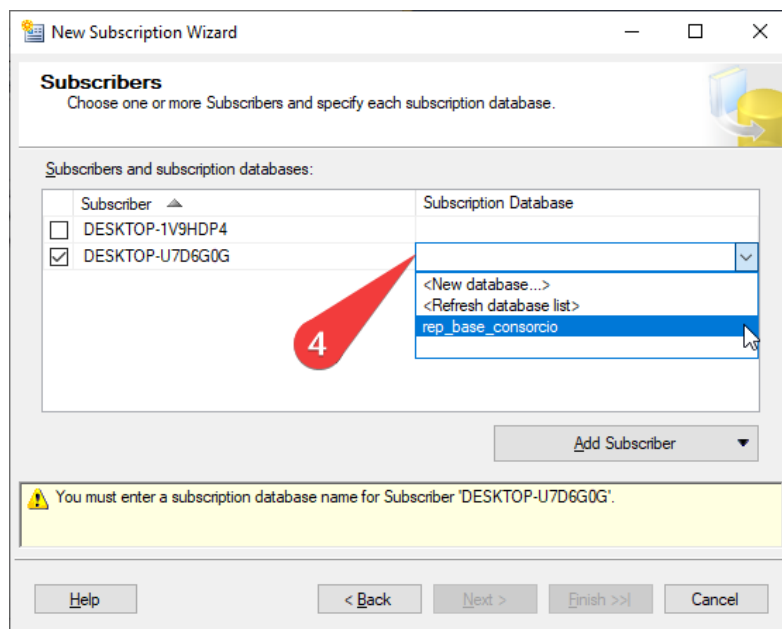 New Subscription Wizard
Subscribers
Choose one or more Subscribers and specify each subscription database.
Subscribers and subscription databases:
Subscriber Subscription Database
DESKTOP-1V9HDP4
DESKTOP-U7D6G0G
<New database...>
<Refresh database list>
rep_base_consorcio
4
Add Subscriber
You must enter a subscription database name for Subscriber 'DESKTOP-U7D6G0G'.
Help < Back Next > Finish >>| Cancel